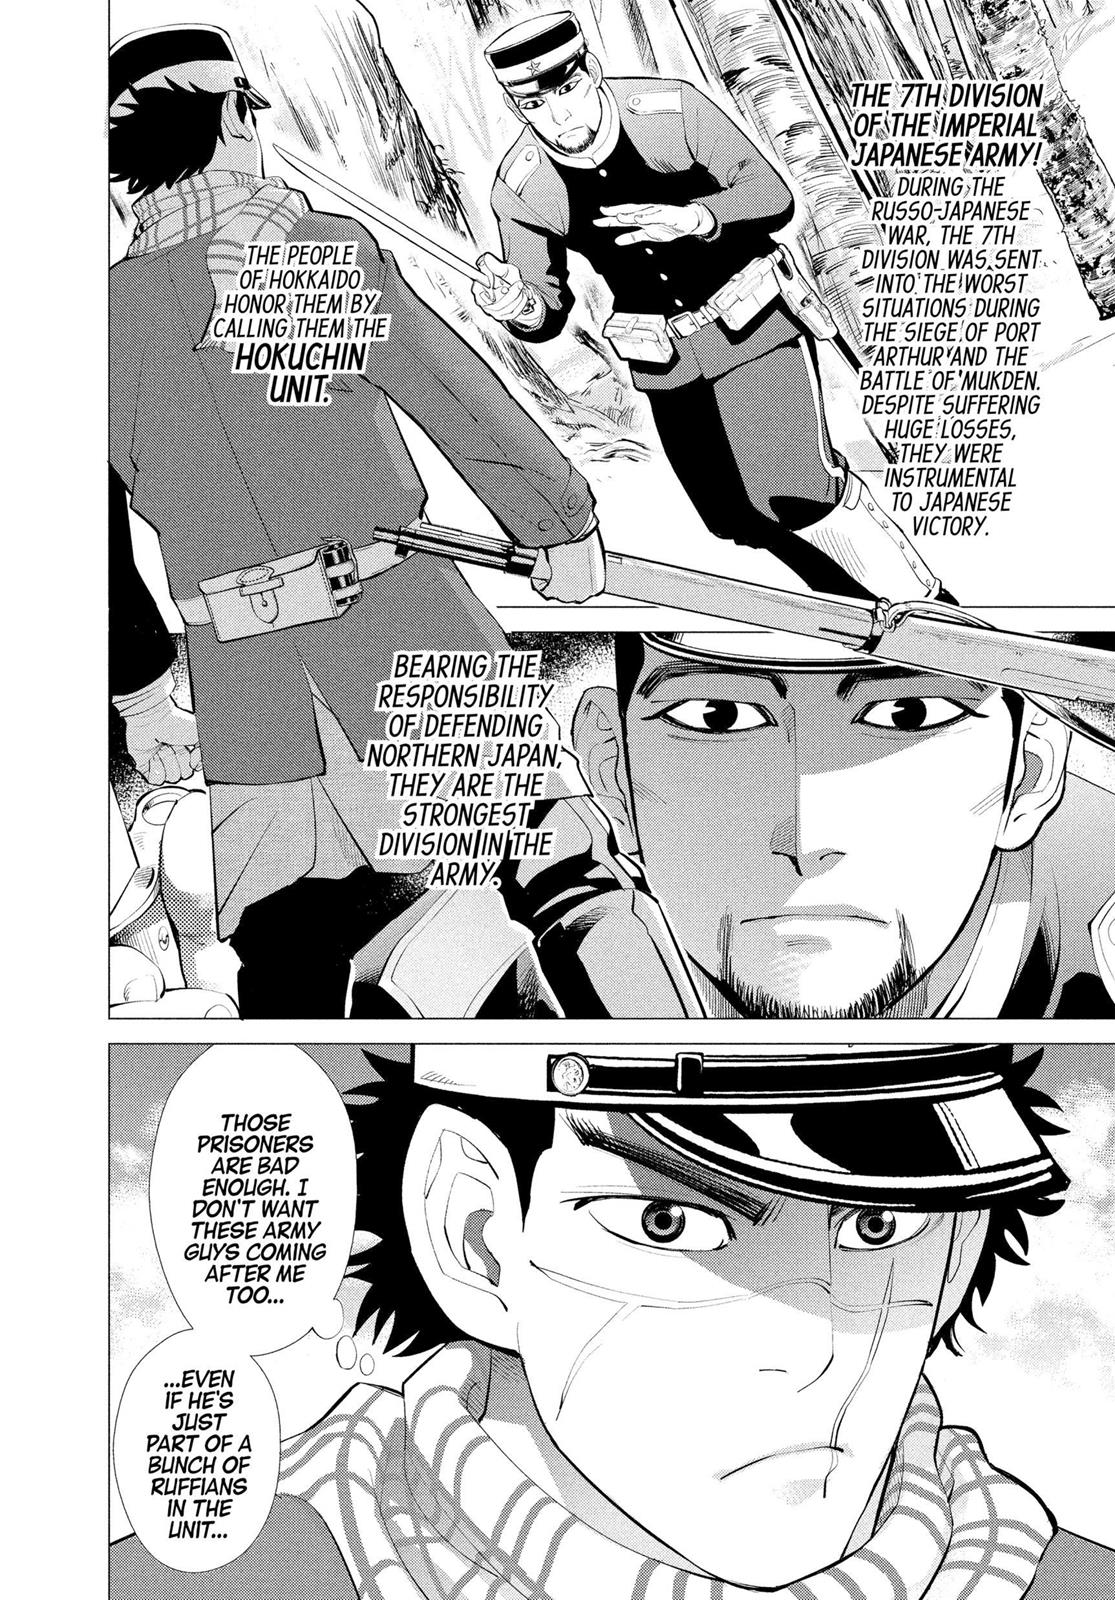 THE 7TH DIVISION
OF THE IMPERIAL
JAPANESE ARMY!
DURING THE
RUSSO-JAPANESE
WAR, THE 7TH
DIVISION WAS SENT
INTO THE WORST
SITUATIONS DURING
THE SIEGE OF PORT
ARTHUR AND THE
BATTLE OF MUKDEN.
DESPITE SUFFERING
HUGE LOSSES,
THEY WERE
INSTRUMENTAL
TO JAPANESE
VICTORY.
THE PEOPLE
OF HOKKAIDO
HONOR THEM BY
CALLING THEM THE
HOKUCHIN
UNIT.
BEARING THE
RESPONSIBILITY
OF DEFENDING
NORTHERN JAPAN,
THEY ARE THE
STRONGEST
DIVISION IN THE
ARMY.
THOSE
PRISONERS
ARE BAD
ENOUGH. I
DON'T WANT
THESE ARMY
GUYS COMING
AFTER ME
TOO...
...EVEN
IF HE'S
JUST
PART OF A
BUNCH OF
RUFFIANS
IN THE
UNIT...